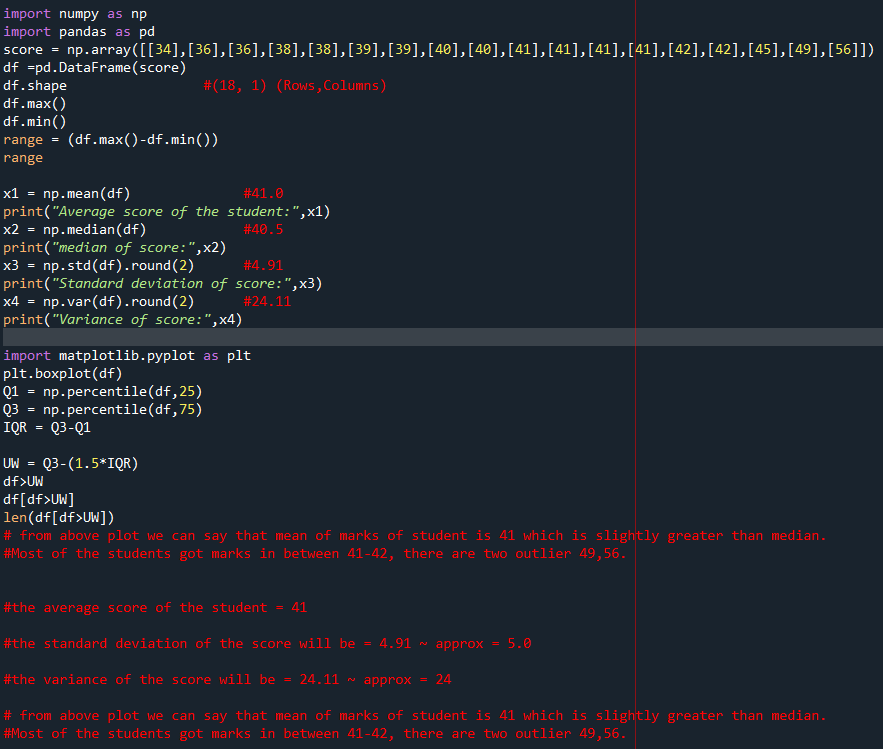 import numpy as np
import pandas as pd
score = np.array([[34],[36],[36],[38],[38],[39],[39],[40],[40],[41],[41],[41],[41],[42],[42],[45],[49],[56]])
df =pd.DataFrame(score)
df.shape #(18, 1) (Rows,Columns)
df.max()
df.min()
range = (df.max()-df.min())
range
x1 = np.mean(df) #41.0
print("Average score of the student:",x1)
x2 = np.median(df) #40.5
print("median of score:",x2)
x3 = np.std(df).round(2) #4.91
print("Standard deviation of score:",x3)
x4 = np.var(df).round(2) #24.11
print("Variance of score:",x4)
import matplotlib.pyplot as plt
plt.boxplot(df)
Q1 = np.percentile(df,25)
Q3 = np.percentile(df,75)
IQR = Q3-Q1
UW = Q3-(1.5*IQR)
df>UW
df[df>UW]
len(df[df>UW])
# from above plot we can say that mean of marks of student is 41 which is slightly greater than median.
#Most of the students got marks in between 41-42, there are two outlier 49,56.
#the average score of the student = 41
#the standard deviation of the score will be = 4.91 ~ approx = 5.0
#the variance of the score will be = 24.11 ~ approx = 24
# from above plot we can say that mean of marks of student is 41 which is slightly greater than median.
#Most of the students got marks in between 41-42, there are two outlier 49,56.